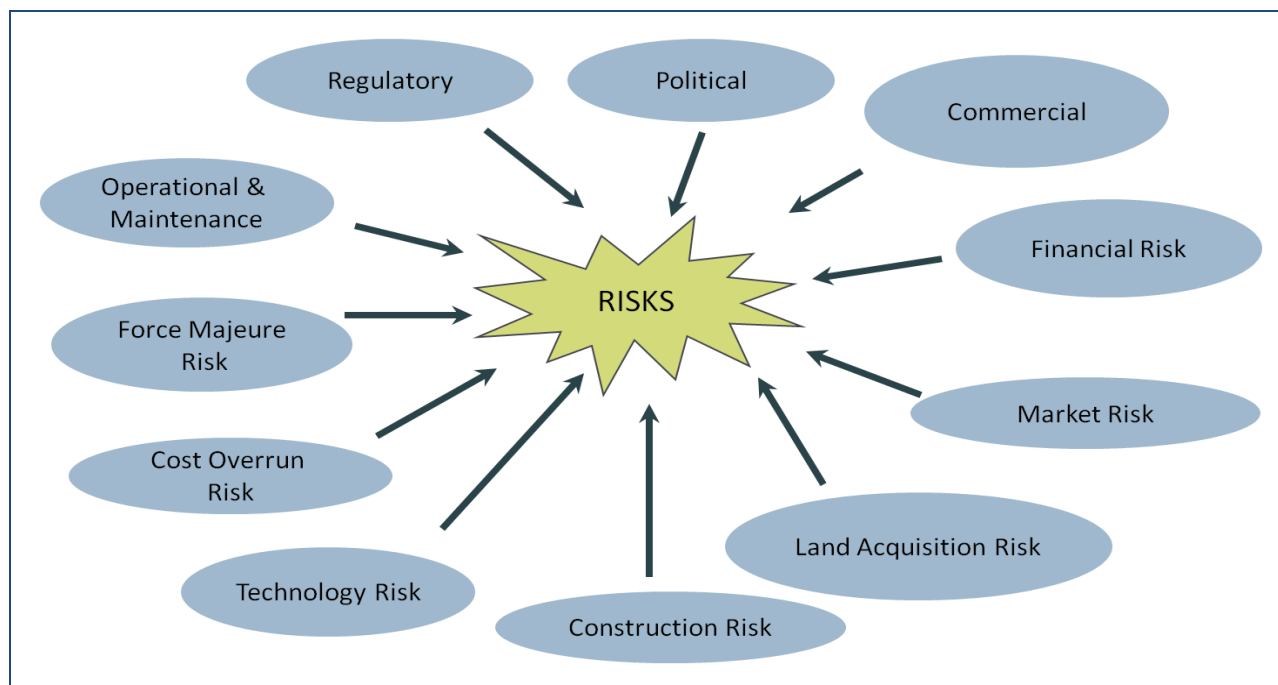 Regulatory
Political
Commercial
Operational &
Maintenance
Financial Risk
RISKS
Force Majeure
Risk
Market Risk
Cost Overrun
Risk
Land Acquisition Risk
Technology Risk
Construction Risk